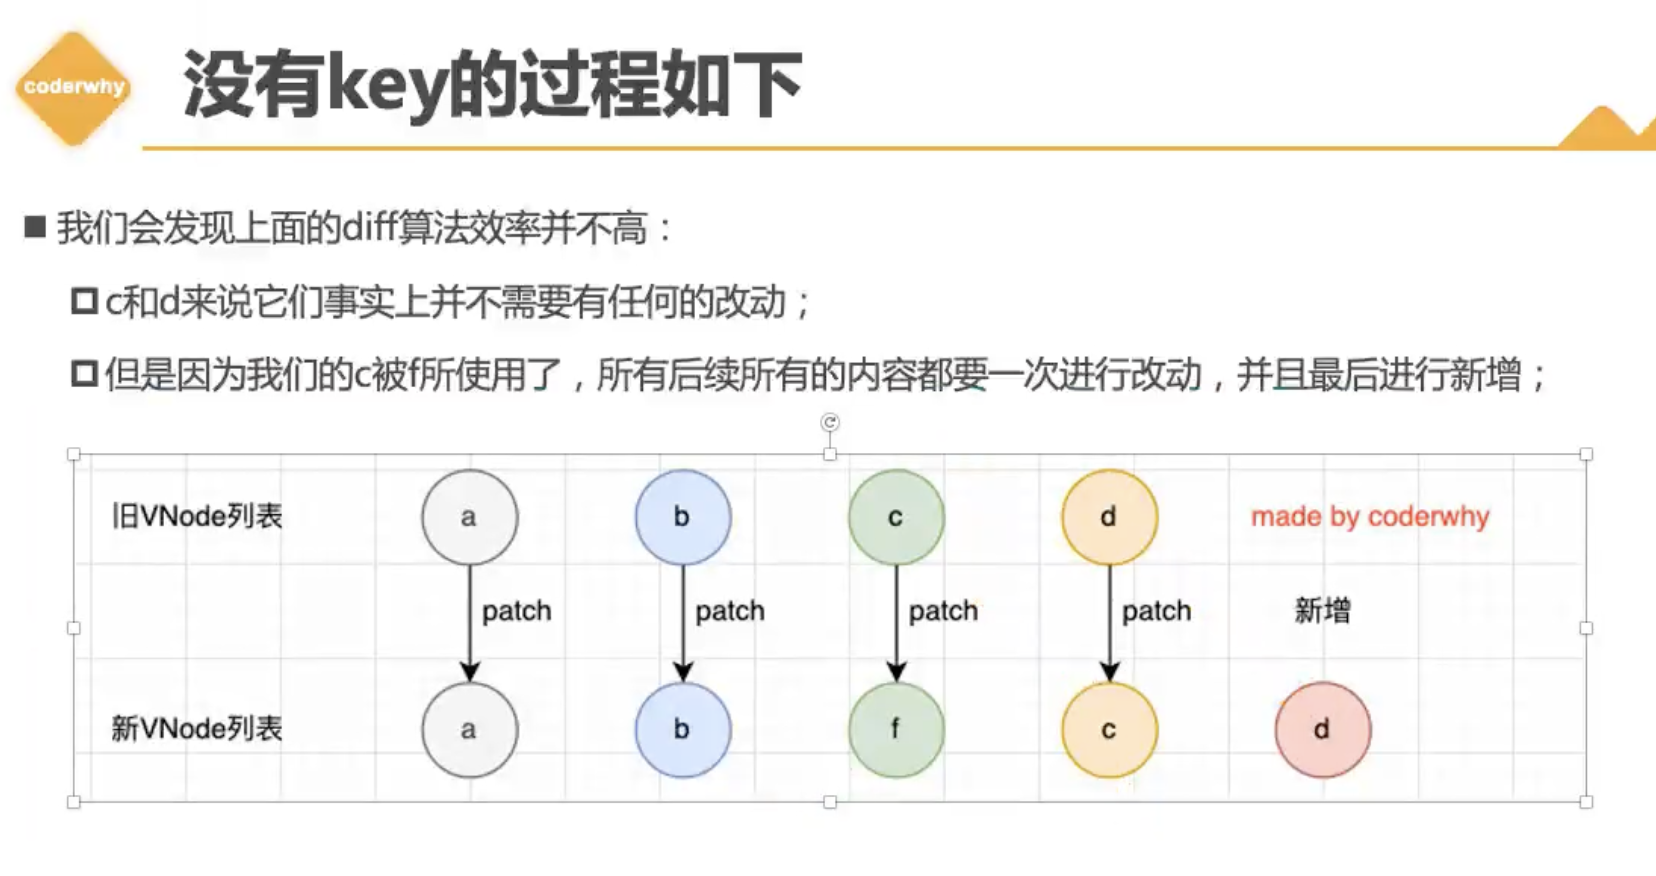 coderwhy
没有key的过程如下
我们会发现上面的diff算法效率并不高：
c和d来说它们事实上并不需要有任何的改动；
但是因为我们的c被f所使用了，所有后续所有的内容都要一次进行改动，并且最后进行新增；
旧VNode列表 a b c d made by coderwhy
patch patch patch patch 新增
新VNode列表 a b f c d